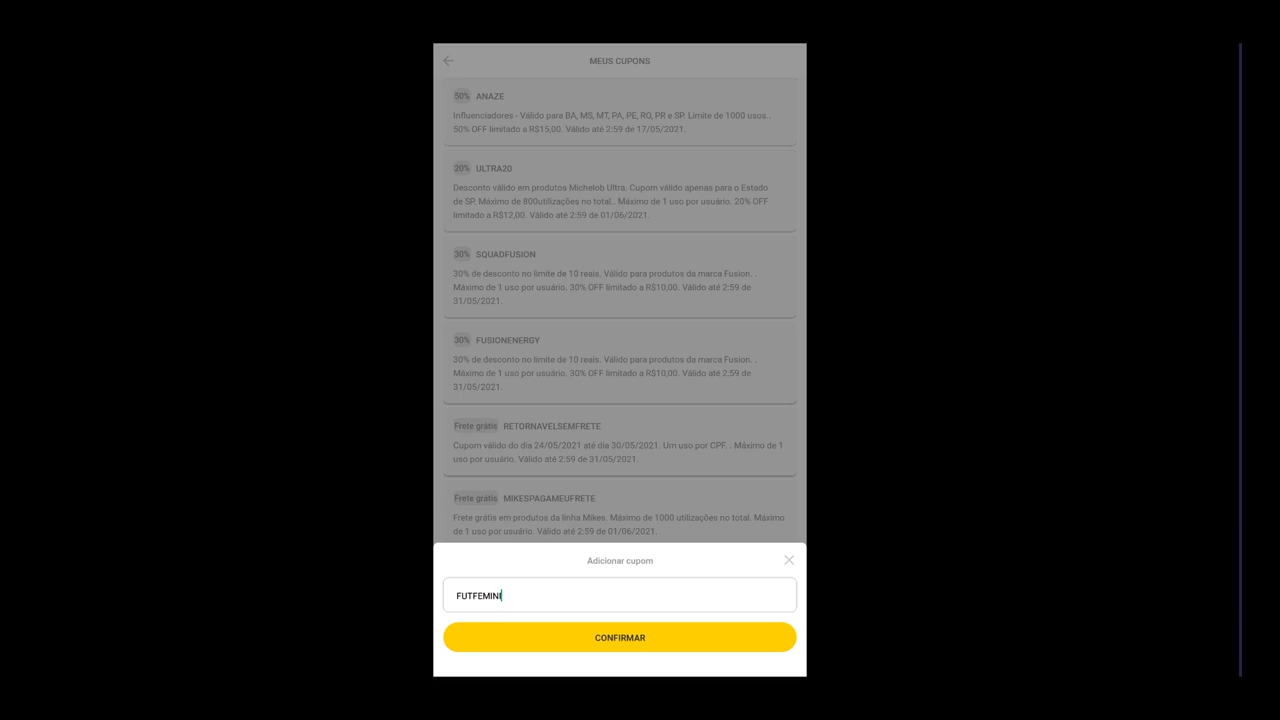 MEUS CUPONS
50% ANAZE
Influenciadores - Válido para BA, MS, MT, PA, PE, RO, PR e SP. Limite de 1000 usos..
50% OFF limitado a R$15,00. Válido até 2:59 de 17/05/2021.
20% ULTRA20
Desconto válido em produtos Michelob Ultra. Cupom válido apenas para o Estado
de SP. Máximo de 800utilizações no total.. Máximo de 1 uso por usuário. 20% OFF
limitado a R$12,00. Válido até 2:59 de 01/06/2021.
30% SQUADFUSION
30% de desconto no limite de 10 reais. Válido para produtos da marca Fusion. .
Máximo de 1 uso por usuário. 30% OFF limitado a R$10,00. Válido até 2:59 de
31/05/2021.
30% FUSIONENERGY
30% de desconto no limite de 10 reais. Válido para produtos da marca Fusion. .
Máximo de 1 uso por usuário. 30% OFF limitado a R$10,00. Válido até 2:59 de
31/05/2021.
Frete grátis RETORNAVELSEMFRETE
Cupom válido do dia 24/05/2021 até dia 30/05/2021. Um uso por CPF. . Máximo de 1
uso por usuário. Válido até 2:59 de 31/05/2021.
Frete grátis MIKESPAGAMEUFRETE
Frete grátis em produtos da linha Mikes. Máximo de 1000 utilizações no total. Máximo
de 1 uso por usuário. Válido até 2:59 de 01/06/2021.
Adicionar cupom
FUTFEMINI
CONFIRMAR